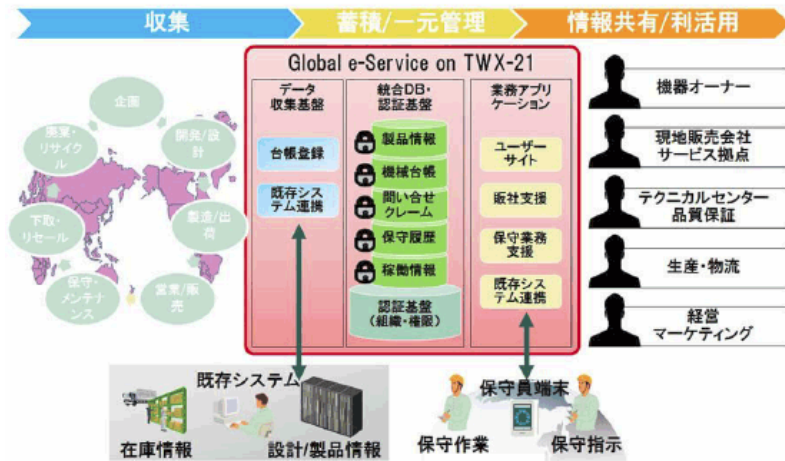 収集
蓄積/一元管理
情報共有/利活用
Global e-Service on TWX-21
データ
収集基盤
台帳登録
既存シス
テム連携
統合DB・
認証基盤
製品情報
機械台帳
問い合せ
クレーム
保守履歴
稼働情報
認証基盤
(組織・権限)
業務アプリ
ケーション
ユーザー
サイト
販社支援
保守業務
支援
既存シス
テム連携
企画
開発/設
計
製造/出
荷
営業/販
売
保守・
メンテナ
ンス
下取・
リセール
廃棄・
リサイク
ル
機器オーナー
現地販売会社
サービス拠点
テクニカルセンター
品質保証
生産・物流
経営
マーケティング
既存システム
在庫情報
設計/製品情報
保守員端末
保守作業
保守指示